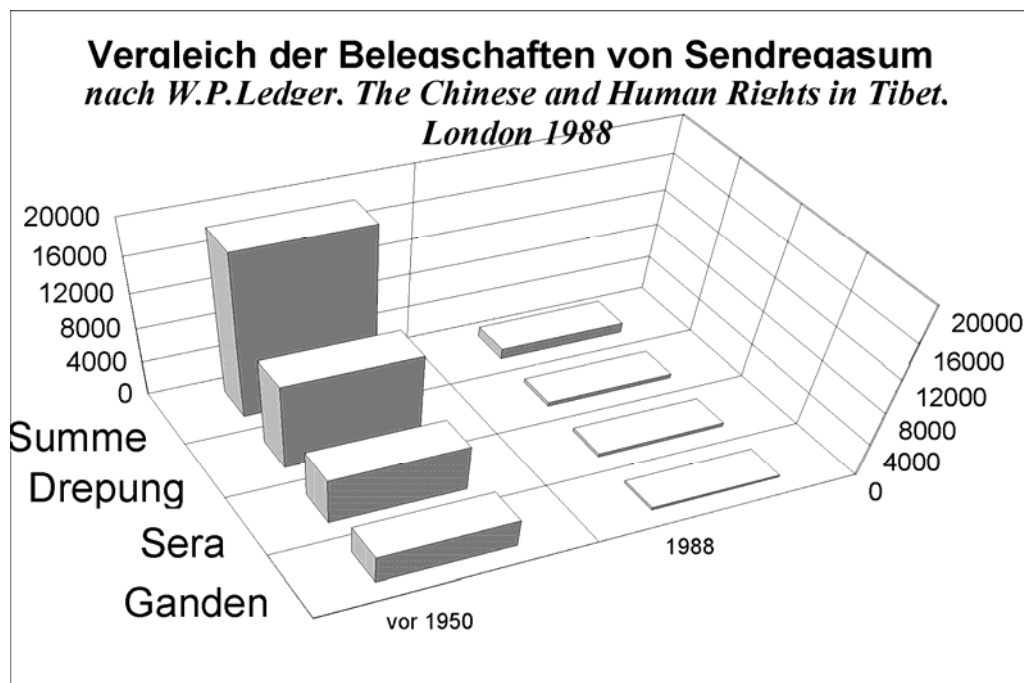 Vergleich der Belegschaften von Sendregasum
nach W.P.Ledger. The Chinese and Human Rights in Tibet.
London 1988
20000
16000
12000
8000
4000
0
Summe
Drepung
Sera
Ganden
vor 1950
1988
20000
16000
12000
8000
4000
0